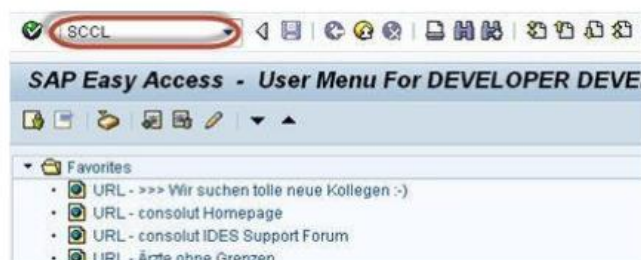 SCCL
SAP Easy Access - User Menu For DEVELOPER DEVE
Favorites
URL - >>> Wir suchen tolle neue Kollegen :-)
URL - consolut Homepage
URL - consolut IDES Support Forum
URL - Ärzte ohne Grenzen